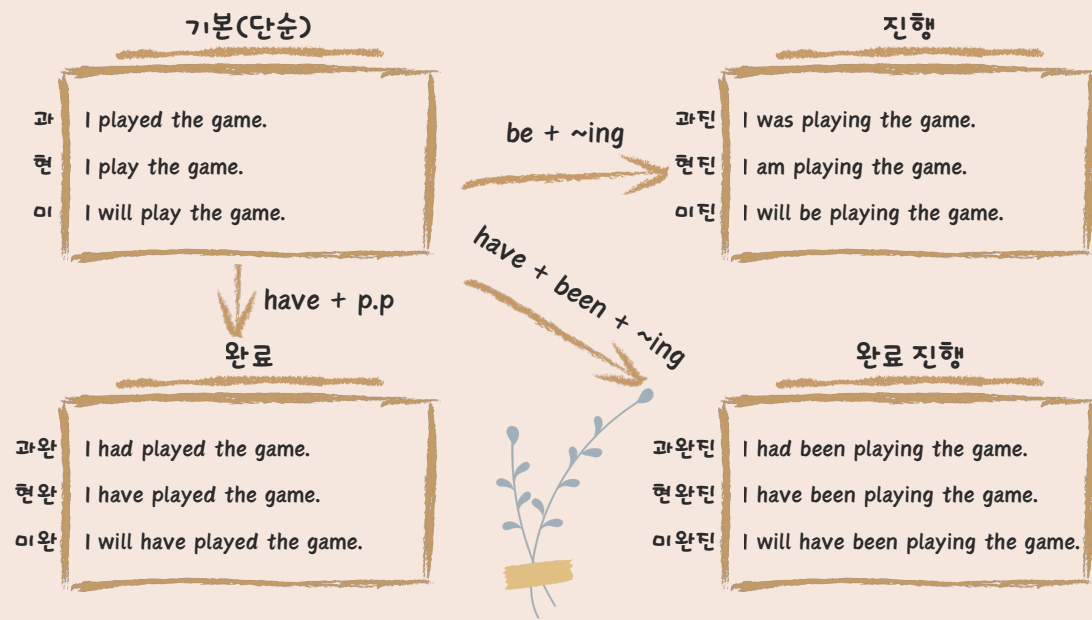 기본(단순)
과 I played the game.
현 I play the game.
미 I will play the game.
be + ~ing
진행
과진 I was playing the game.
현진 I am playing the game.
미진 I will be playing the game.
have + p.p
have + been + ~ing
완료
과완 I had played the game.
현완 I have played the game.
미완 I will have played the game.
완료 진행
과완진 I had been playing the game.
현완진 I have been playing the game.
미완진 I will have been playing the game.